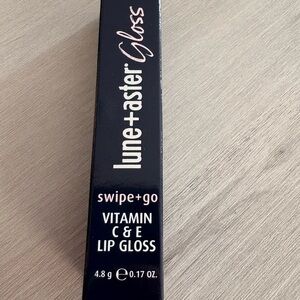 lune+aster Gloss
swipe+go
VITAMIN
C & E
LIP GLOSS
4.8 g ℮ 0.17 OZ.